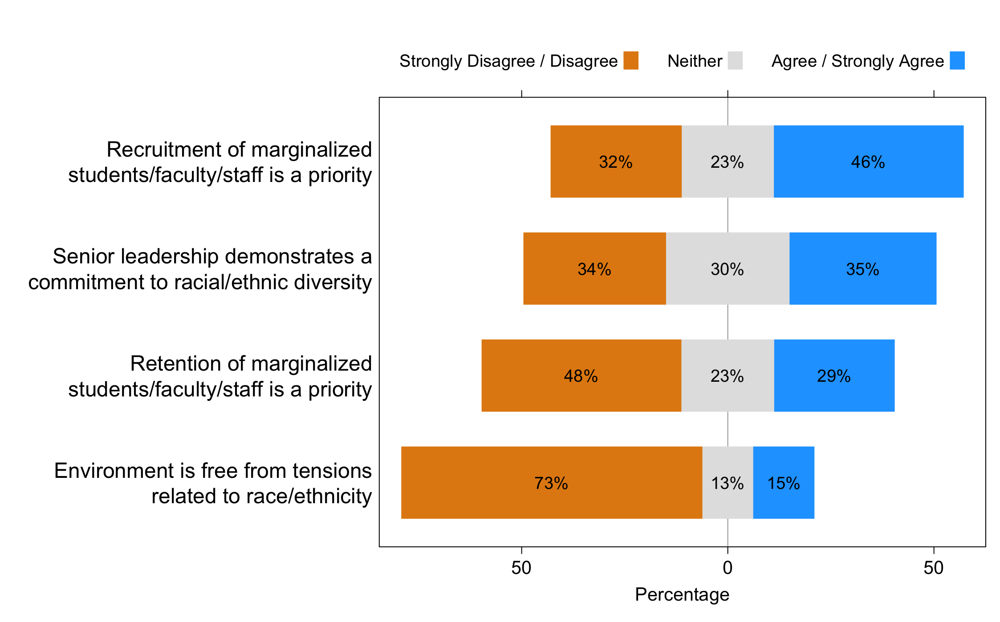 Strongly Disagree / Disagree Neither Agree / Strongly Agree
Recruitment of marginalized
students/faculty/staff is a priority
32% 23% 46%
Senior leadership demonstrates a
commitment to racial/ethnic diversity
34% 30% 35%
Retention of marginalized
students/faculty/staff is a priority
48% 23% 29%
Environment is free from tensions
related to race/ethnicity
73% 13% 15%
50 0 50
Percentage